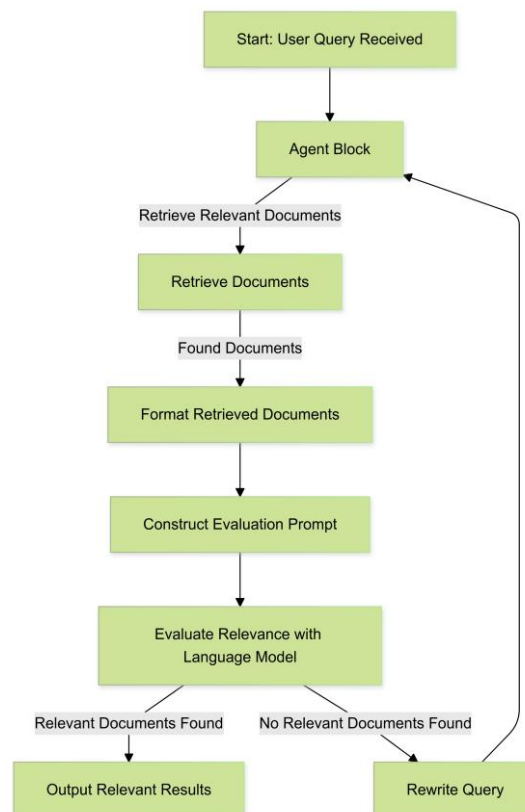 Start: User Query Received
Agent Block
Retrieve Relevant Documents
Retrieve Documents
Found Documents
Format Retrieved Documents
Construct Evaluation Prompt
Evaluate Relevance with
Language Model
Relevant Documents Found
No Relevant Documents Found
Output Relevant Results
Rewrite Query